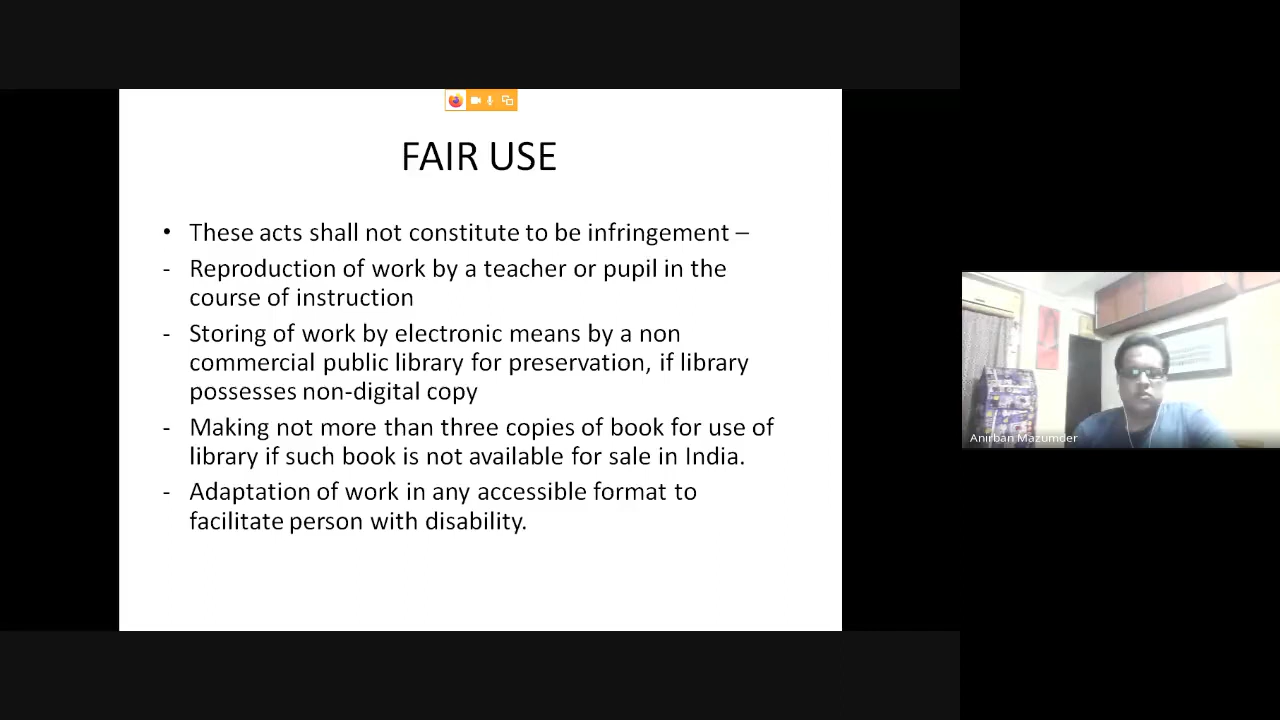 FAIR USE
• These acts shall not constitute to be infringement –
- Reproduction of work by a teacher or pupil in the
course of instruction
- Storing of work by electronic means by a non
commercial public library for preservation, if library
possesses non-digital copy
- Making not more than three copies of book for use of
library if such book is not available for sale in India.
- Adaptation of work in any accessible format to
facilitate person with disability.
Anirban Mazumder